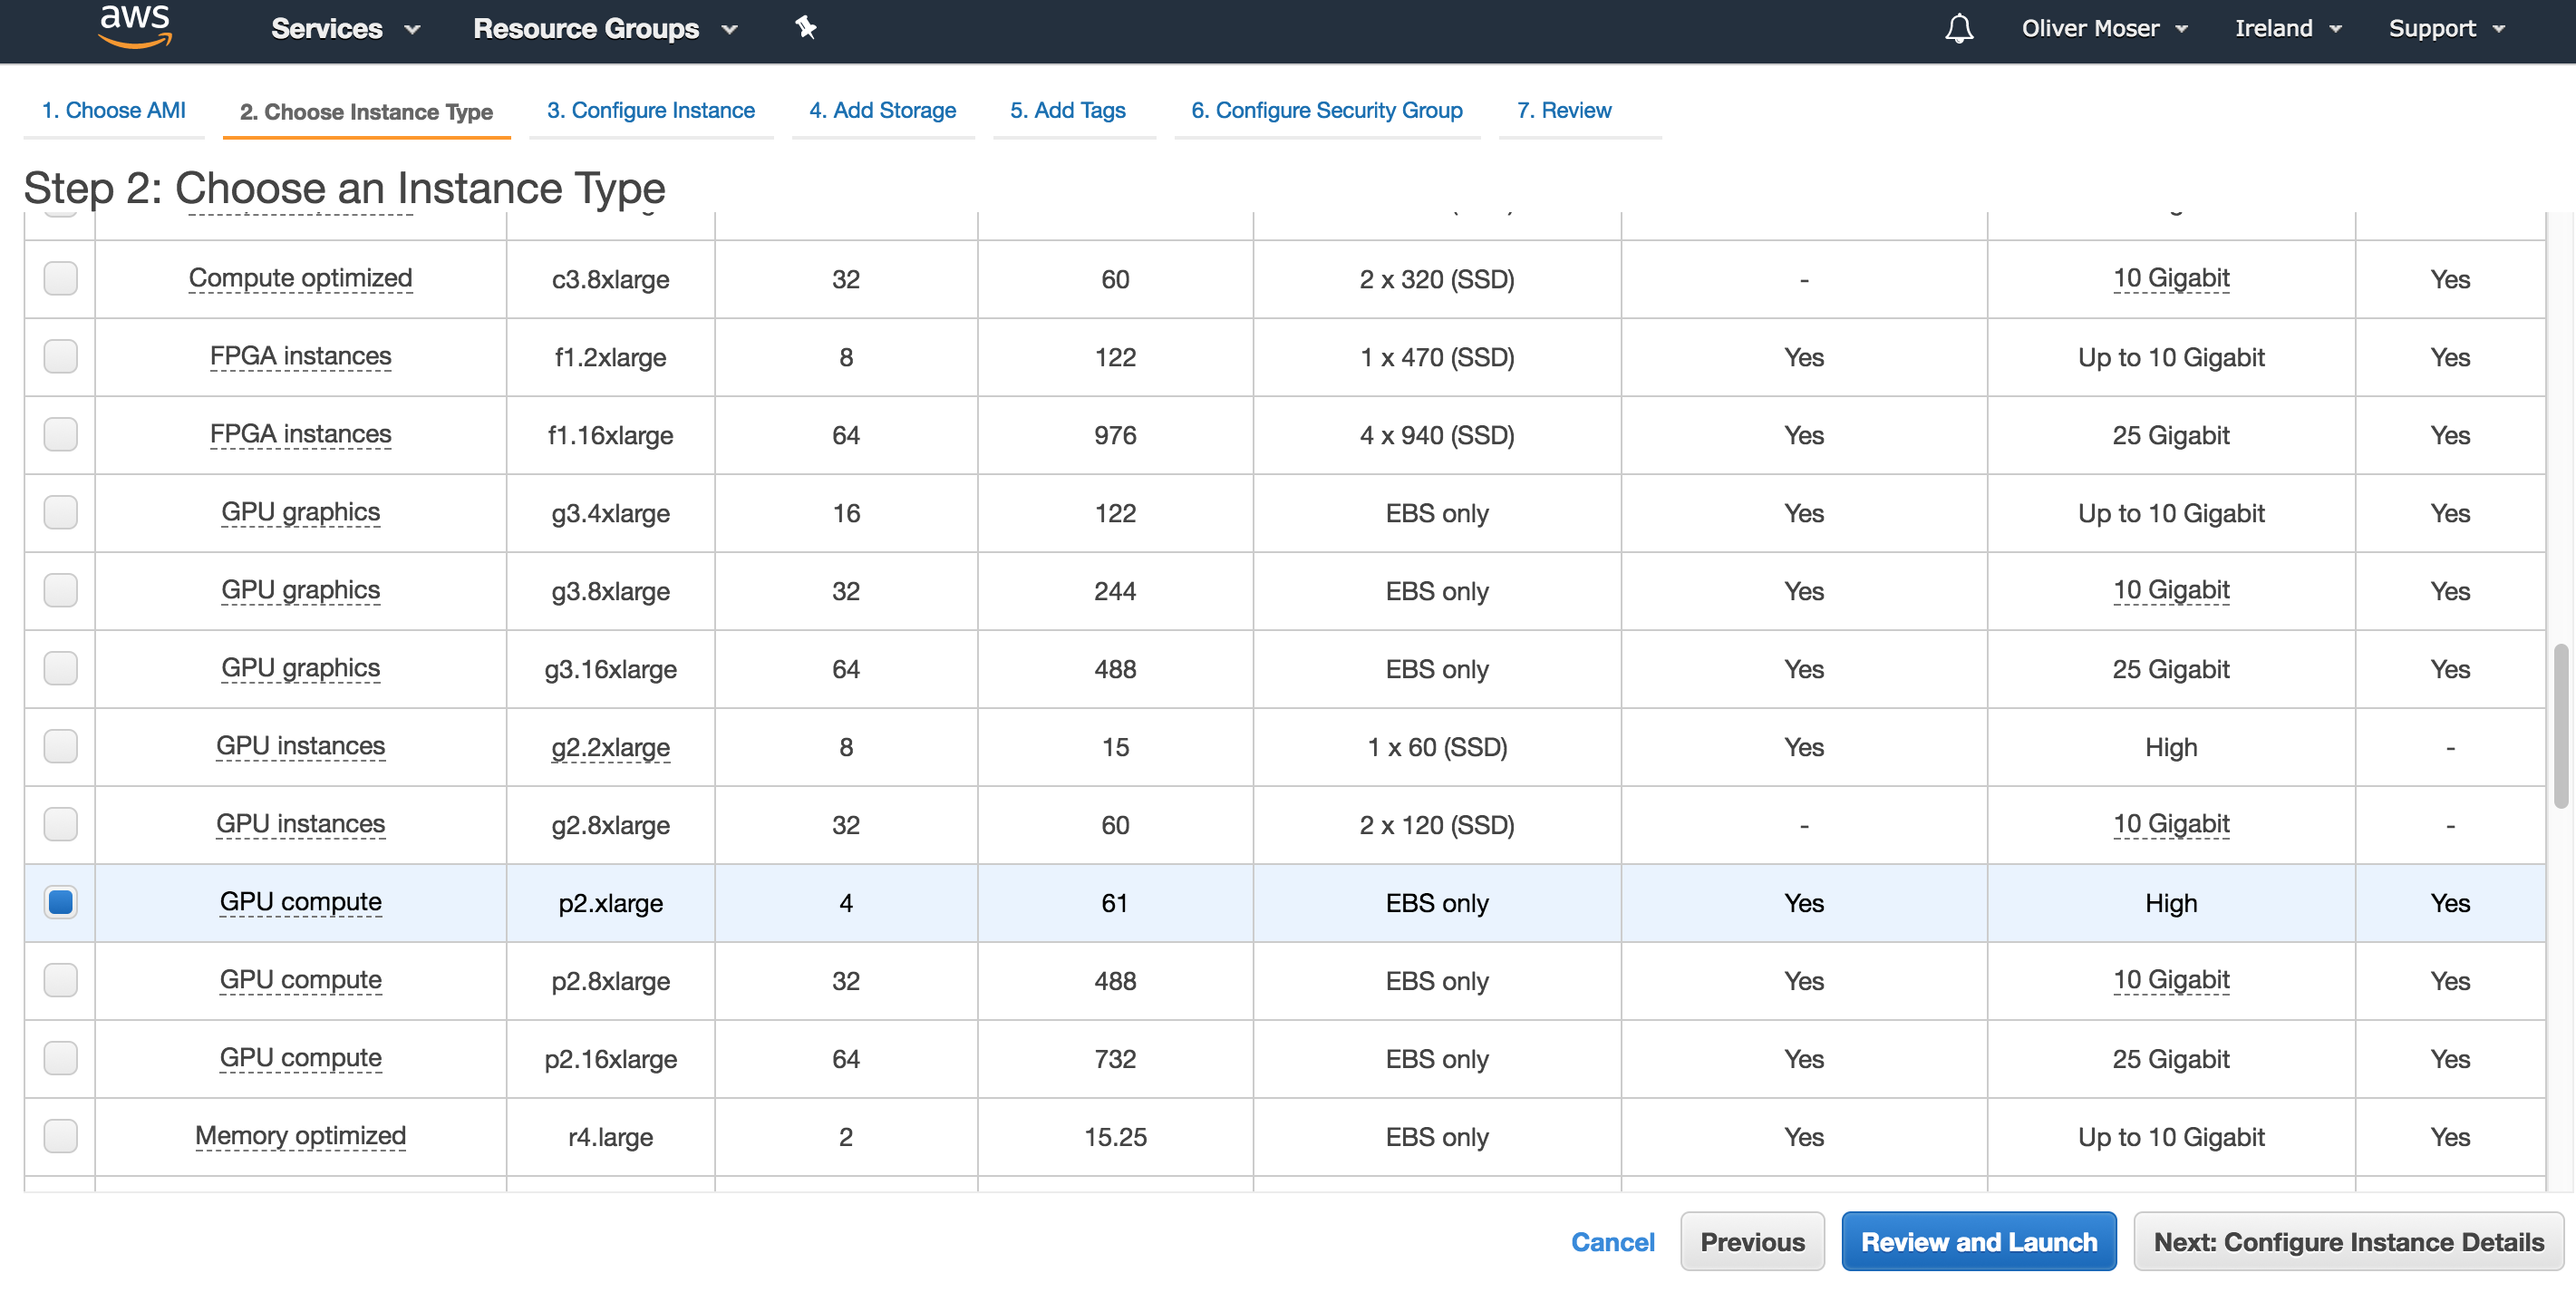 aws Services Resource Groups Oliver Moser Ireland Support
1. Choose AMI 2. Choose Instance Type 3. Configure Instance 4. Add Storage 5. Add Tags 6. Configure Security Group 7. Review
Step 2: Choose an Instance Type
Compute optimized c3.8xlarge 32 60 2 x 320 (SSD) - 10 Gigabit Yes
FPGA instances f1.2xlarge 8 122 1 x 470 (SSD) Yes Up to 10 Gigabit Yes
FPGA instances f1.16xlarge 64 976 4 x 940 (SSD) Yes 25 Gigabit Yes
GPU graphics g3.4xlarge 16 122 EBS only Yes Up to 10 Gigabit Yes
GPU graphics g3.8xlarge 32 244 EBS only Yes 10 Gigabit Yes
GPU graphics g3.16xlarge 64 488 EBS only Yes 25 Gigabit Yes
GPU instances g2.2xlarge 8 15 1 x 60 (SSD) Yes High -
GPU instances g2.8xlarge 32 60 2 x 120 (SSD) - 10 Gigabit -
GPU compute p2.xlarge 4 61 EBS only Yes High Yes
GPU compute p2.8xlarge 32 488 EBS only Yes 10 Gigabit Yes
GPU compute p2.16xlarge 64 732 EBS only Yes 25 Gigabit Yes
Memory optimized r4.large 2 15.25 EBS only Yes Up to 10 Gigabit Yes
Cancel Previous Review and Launch Next: Configure Instance Details